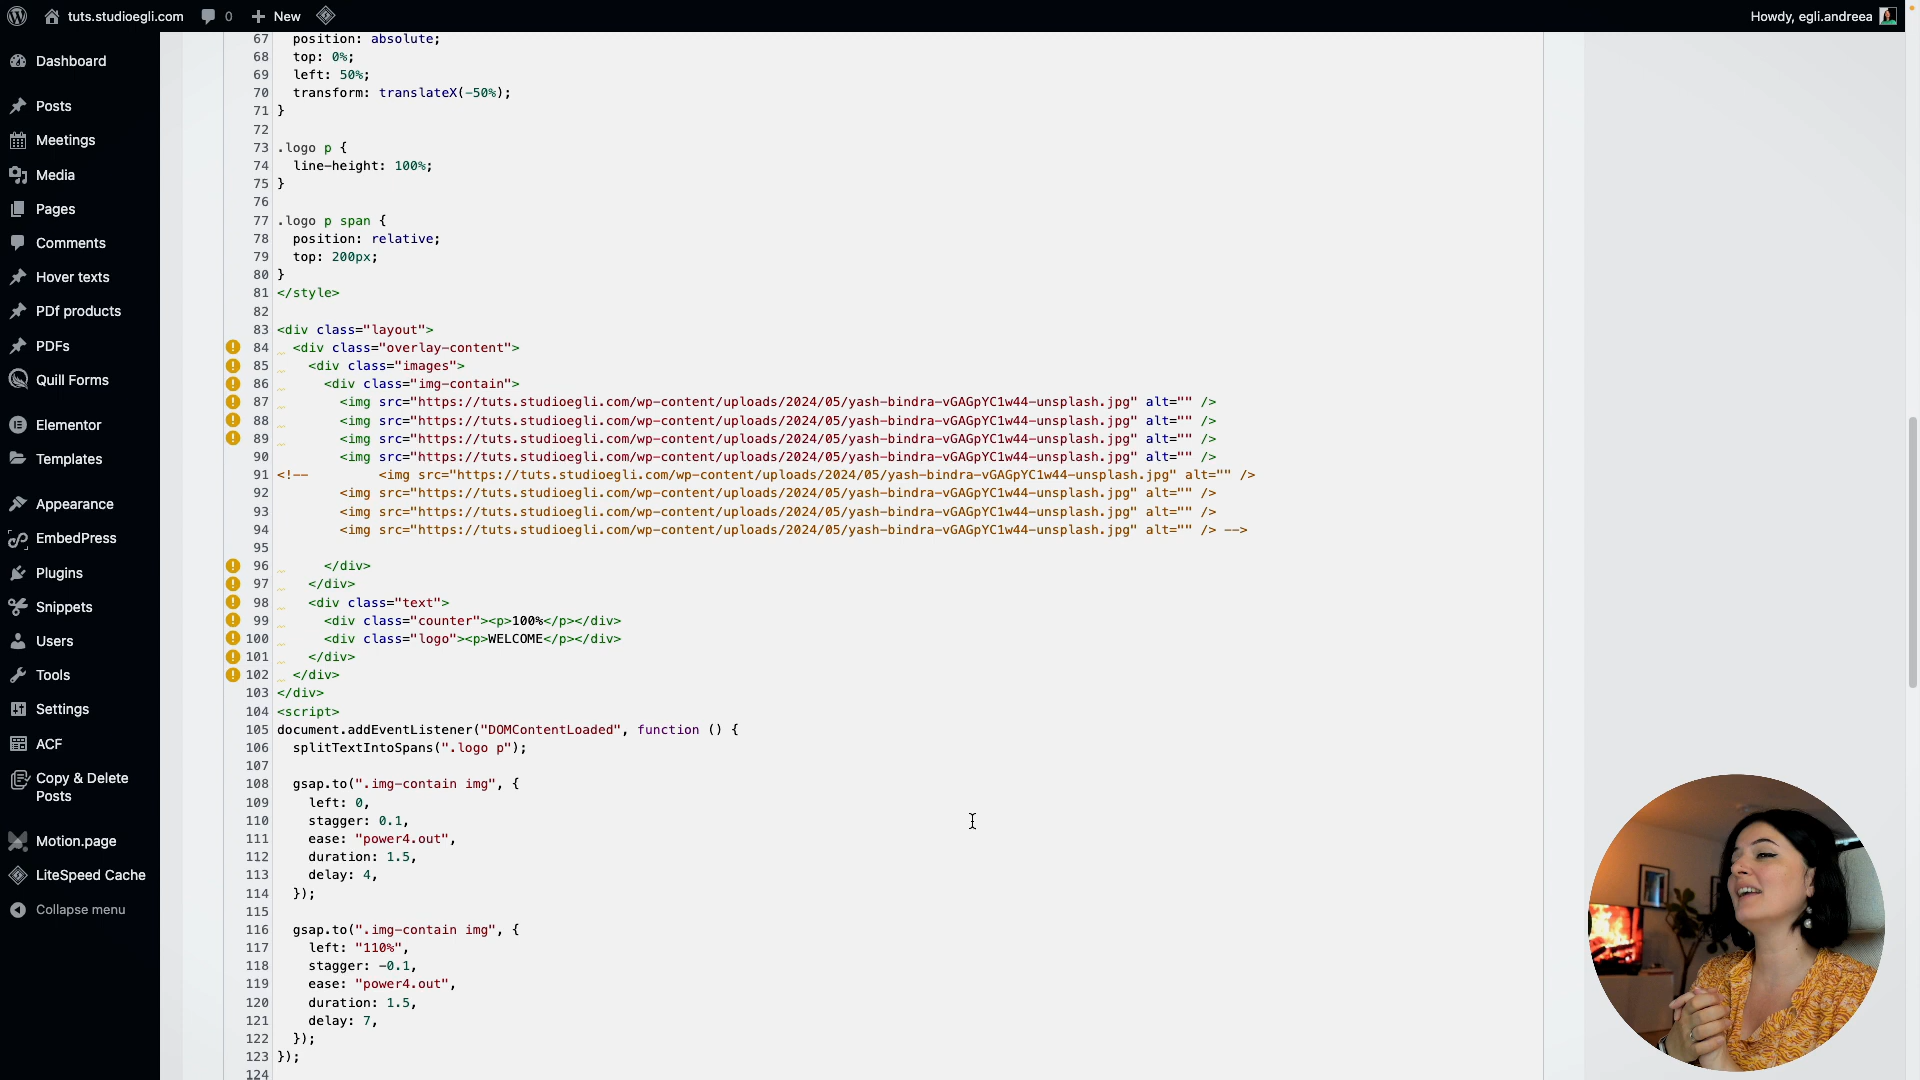 tuts.studioegli.com 0 New Howdy, egli.andreea
Dashboard
Posts
Meetings
Media
Pages
Comments
Hover texts
PDf products
PDFs
Quill Forms
Elementor
Templates
Appearance
EmbedPress
Plugins
Snippets
Users
Tools
Settings
ACF
Copy & Delete
Posts
Motion.page
LiteSpeed Cache
Collapse menu
67 position: absolute;
68 top: 0%;
69 left: 50%;
70 transform: translateX(-50%);
71 }
72
73 .logo p {
74 line-height: 100%;
75 }
76
77 .logo p span {
78 position: relative;
79 top: 200px;
80 }
81 </style>
82
83 <div class="layout">
84 <div class="overlay-content">
85 <div class="images">
86 <div class="img-contain">
87 <img src="https://tuts.studioegli.com/wp-content/uploads/2024/05/yash-bindra-vGAGpYC1w44-unsplash.jpg" alt="" />
88 <img src="https://tuts.studioegli.com/wp-content/uploads/2024/05/yash-bindra-vGAGpYC1w44-unsplash.jpg" alt="" />
89 <img src="https://tuts.studioegli.com/wp-content/uploads/2024/05/yash-bindra-vGAGpYC1w44-unsplash.jpg" alt="" />
90 <img src="https://tuts.studioegli.com/wp-content/uploads/2024/05/yash-bindra-vGAGpYC1w44-unsplash.jpg" alt="" />
91 <!-- <img src="https://tuts.studioegli.com/wp-content/uploads/2024/05/yash-bindra-vGAGpYC1w44-unsplash.jpg" alt="" />
92 <img src="https://tuts.studioegli.com/wp-content/uploads/2024/05/yash-bindra-vGAGpYC1w44-unsplash.jpg" alt="" />
93 <img src="https://tuts.studioegli.com/wp-content/uploads/2024/05/yash-bindra-vGAGpYC1w44-unsplash.jpg" alt="" />
94 <img src="https://tuts.studioegli.com/wp-content/uploads/2024/05/yash-bindra-vGAGpYC1w44-unsplash.jpg" alt="" /> -->
95
96 </div>
97 </div>
98 <div class="text">
99 <div class="counter"><p>100%</p></div>
100 <div class="logo"><p>WELCOME</p></div>
101 </div>
102 </div>
103 </div>
104 <script>
105 document.addEventListener("DOMContentLoaded", function () {
106 splitTextIntoSpans(".logo p");
107
108 gsap.to(".img-contain img", {
109 left: 0,
110 stagger: 0.1,
111 ease: "power4.out",
112 duration: 1.5,
113 delay: 4,
114 });
115
116 gsap.to(".img-contain img", {
117 left: "110%",
118 stagger: -0.1,
119 ease: "power4.out",
120 duration: 1.5,
121 delay: 7,
122 });
123 });
124